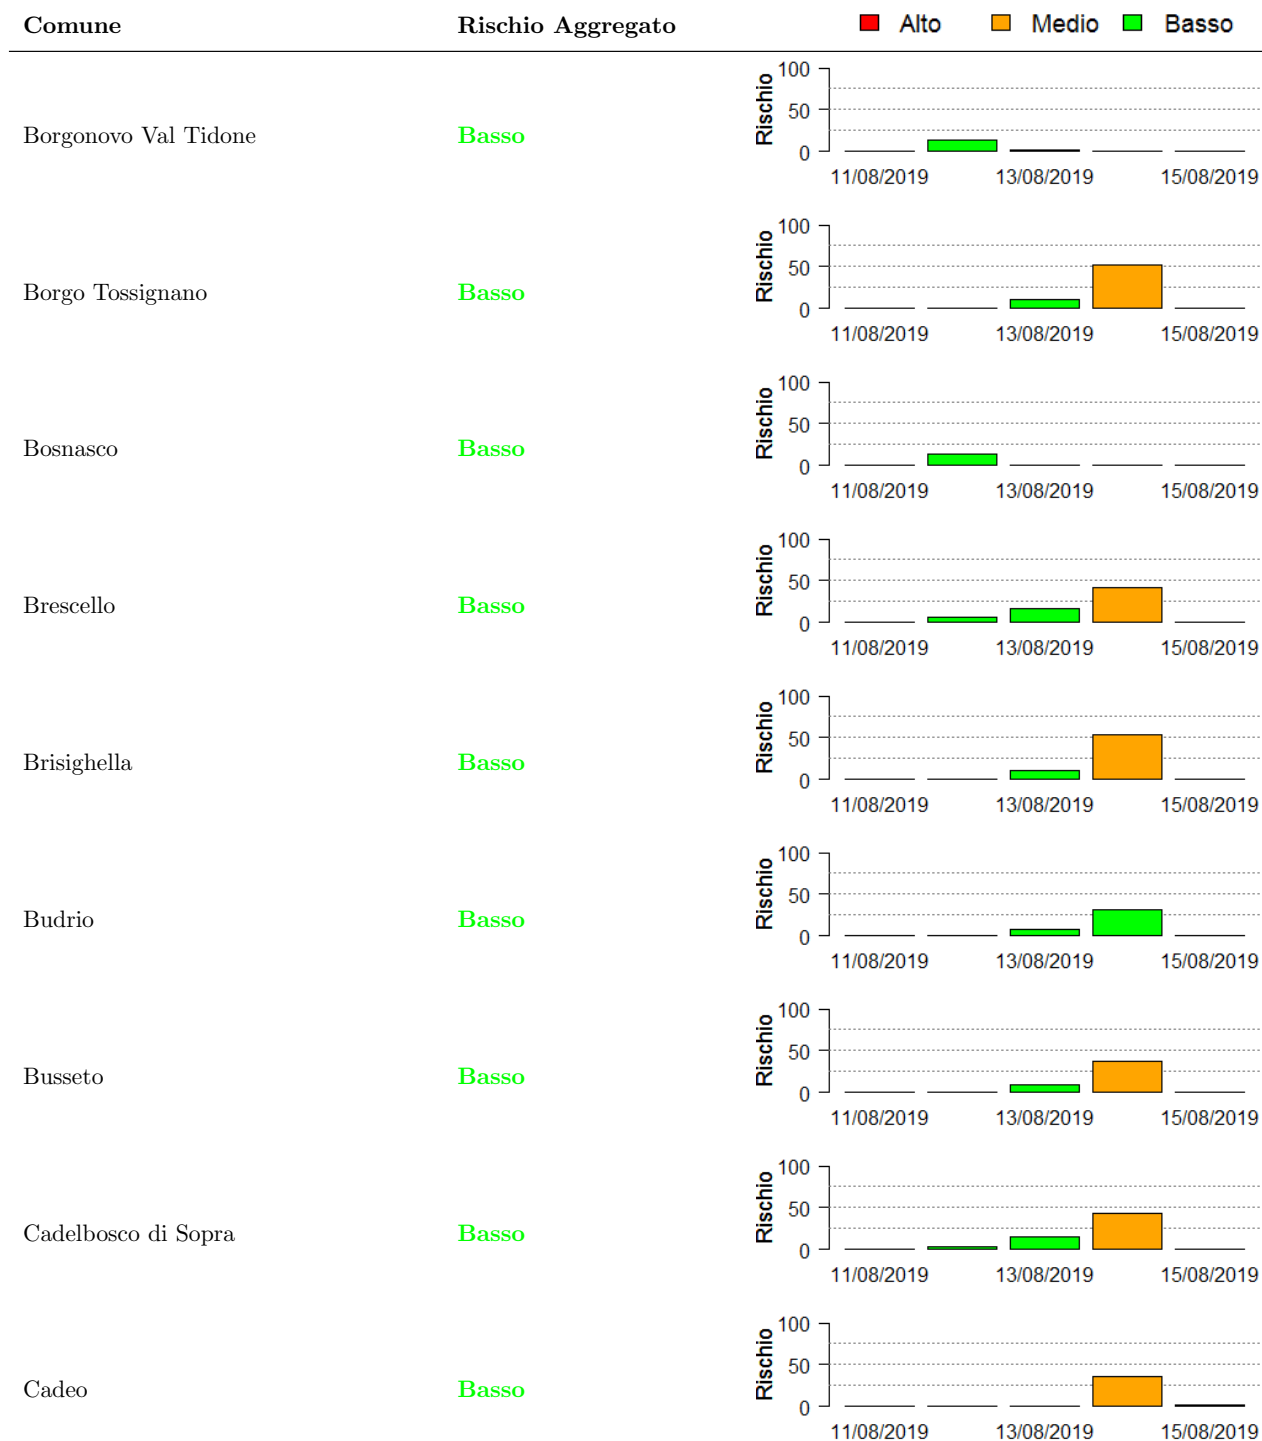 Comune Rischio Aggregato Alto Medio Basso
100
50
0
Rischio
Borgonovo Val Tidone Basso
11/08/2019 13/08/2019 15/08/2019
100
50
0
Rischio
Borgo Tossignano Basso
11/08/2019 13/08/2019 15/08/2019
100
50
0
Rischio
Bosnasco Basso
11/08/2019 13/08/2019 15/08/2019
100
50
0
Rischio
Brescello Basso
11/08/2019 13/08/2019 15/08/2019
100
50
0
Rischio
Brisighella Basso
11/08/2019 13/08/2019 15/08/2019
100
50
0
Rischio
Budrio Basso
11/08/2019 13/08/2019 15/08/2019
100
50
0
Rischio
Busseto Basso
11/08/2019 13/08/2019 15/08/2019
100
50
0
Rischio
Cadelbosco di Sopra Basso
11/08/2019 13/08/2019 15/08/2019
100
50
0
Rischio
Cadeo Basso
11/08/2019 13/08/2019 15/08/2019